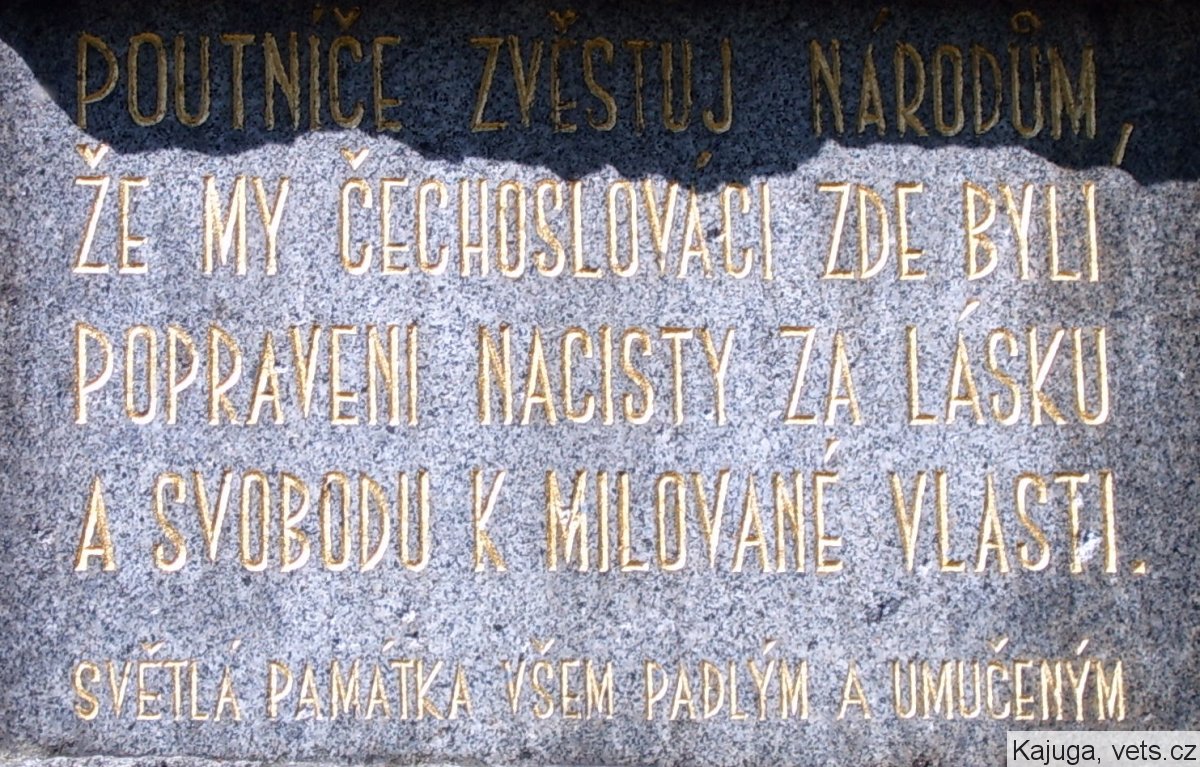 POUTNÍČE ZVĚSTUJ NÁRODŮM,
ŽE MY ČECHOSLOVÁCI ZDE BYLI
POPRAVENI NACISTY ZA LÁSKU
A SVOBODU K MILOVANÉ VLASTI.
SVĚTLÁ PAMÁTKA VŠEM PADLÝM A UMUČENÝM
Kajuga, vets.cz